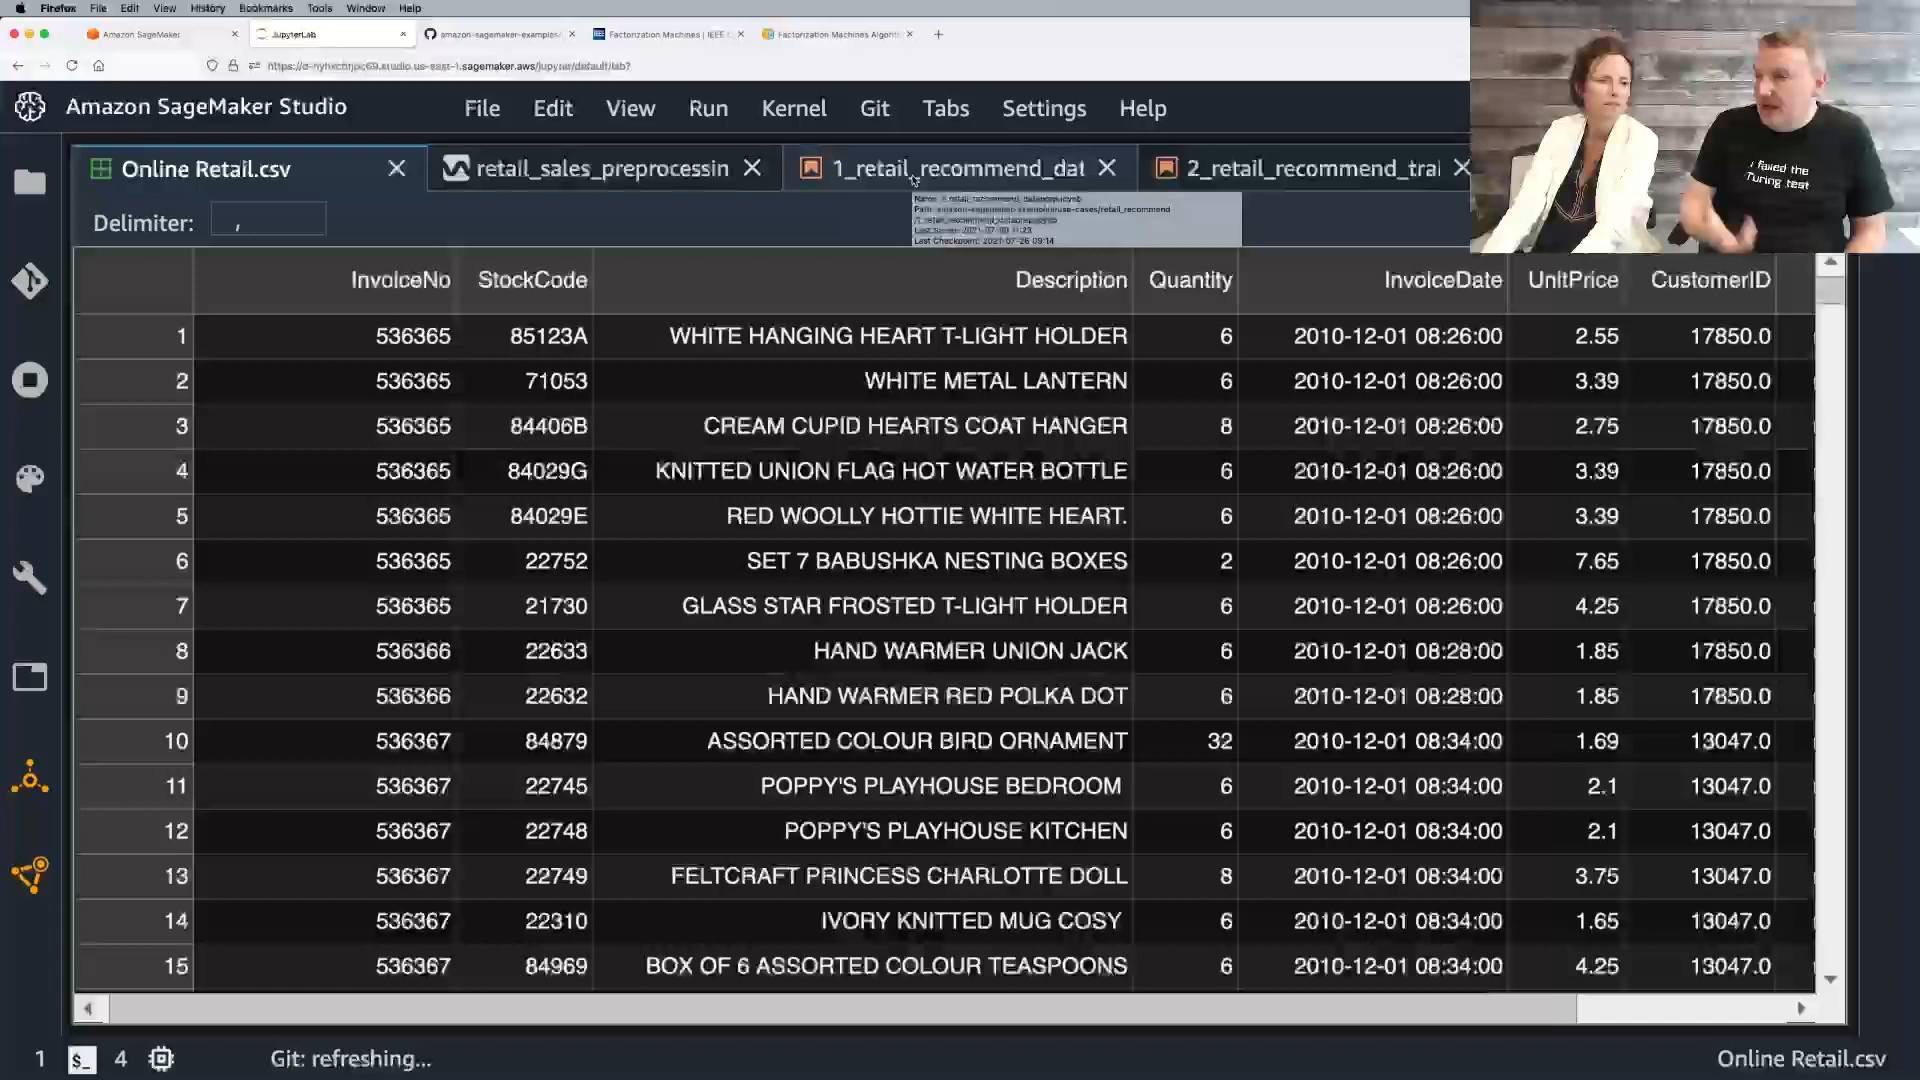 Firefox File Edit View History Bookmarks Tools Window Help
Amazon SageMaker
JupyterLab
amazon-sagemaker-examples/
Factorization Machines | IEEE
Factorization Machines Algorit
Amazon SageMaker Studio
File Edit View Run Kernel Git Tabs Settings Help
Online Retail.csv
retail_sales_preprocessin
1_retail_recommend_dat
2_retail_recommend_trai
Delimiter: ,
Last Checkpoint: 2021-07-26 09:14
I failed the
Turing test
InvoiceNo StockCode Description Quantity InvoiceDate UnitPrice CustomerID
1 536365 85123A WHITE HANGING HEART T-LIGHT HOLDER 6 2010-12-01 08:26:00 2.55 17850.0
2 536365 71053 WHITE METAL LANTERN 6 2010-12-01 08:26:00 3.39 17850.0
3 536365 84406B CREAM CUPID HEARTS COAT HANGER 8 2010-12-01 08:26:00 2.75 17850.0
4 536365 84029G KNITTED UNION FLAG HOT WATER BOTTLE 6 2010-12-01 08:26:00 3.39 17850.0
5 536365 84029E RED WOOLLY HOTTIE WHITE HEART. 6 2010-12-01 08:26:00 3.39 17850.0
6 536365 22752 SET 7 BABUSHKA NESTING BOXES 2 2010-12-01 08:26:00 7.65 17850.0
7 536365 21730 GLASS STAR FROSTED T-LIGHT HOLDER 6 2010-12-01 08:26:00 4.25 17850.0
8 536366 22633 HAND WARMER UNION JACK 6 2010-12-01 08:28:00 1.85 17850.0
9 536366 22632 HAND WARMER RED POLKA DOT 6 2010-12-01 08:28:00 1.85 17850.0
10 536367 84879 ASSORTED COLOUR BIRD ORNAMENT 32 2010-12-01 08:34:00 1.69 13047.0
11 536367 22745 POPPY'S PLAYHOUSE BEDROOM 6 2010-12-01 08:34:00 2.1 13047.0
12 536367 22748 POPPY'S PLAYHOUSE KITCHEN 6 2010-12-01 08:34:00 2.1 13047.0
13 536367 22749 FELTCRAFT PRINCESS CHARLOTTE DOLL 8 2010-12-01 08:34:00 3.75 13047.0
14 536367 22310 IVORY KNITTED MUG COSY 6 2010-12-01 08:34:00 1.65 13047.0
15 536367 84969 BOX OF 6 ASSORTED COLOUR TEASPOONS 6 2010-12-01 08:34:00 4.25 13047.0
1 $_ 4 Git: refreshing... Online Retail.csv